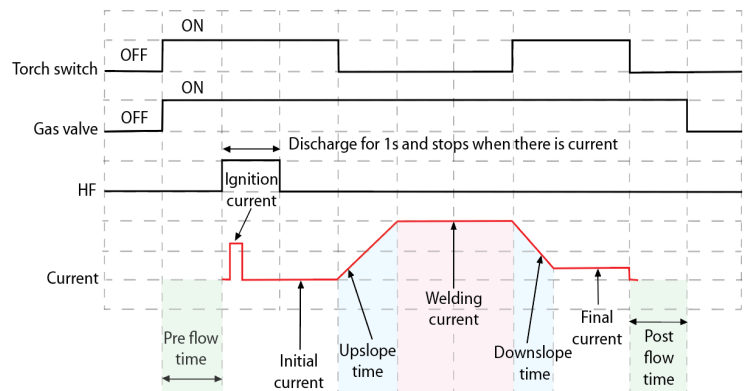 ON
OFF
Torch switch
ON
OFF
Gas valve
Discharge for 1s and stops when there is current
HF
Ignition
current
Current
Welding
current
Pre flow
time
Initial
current
Upslope
time
Downslope
time
Final
current
Post
flow
time